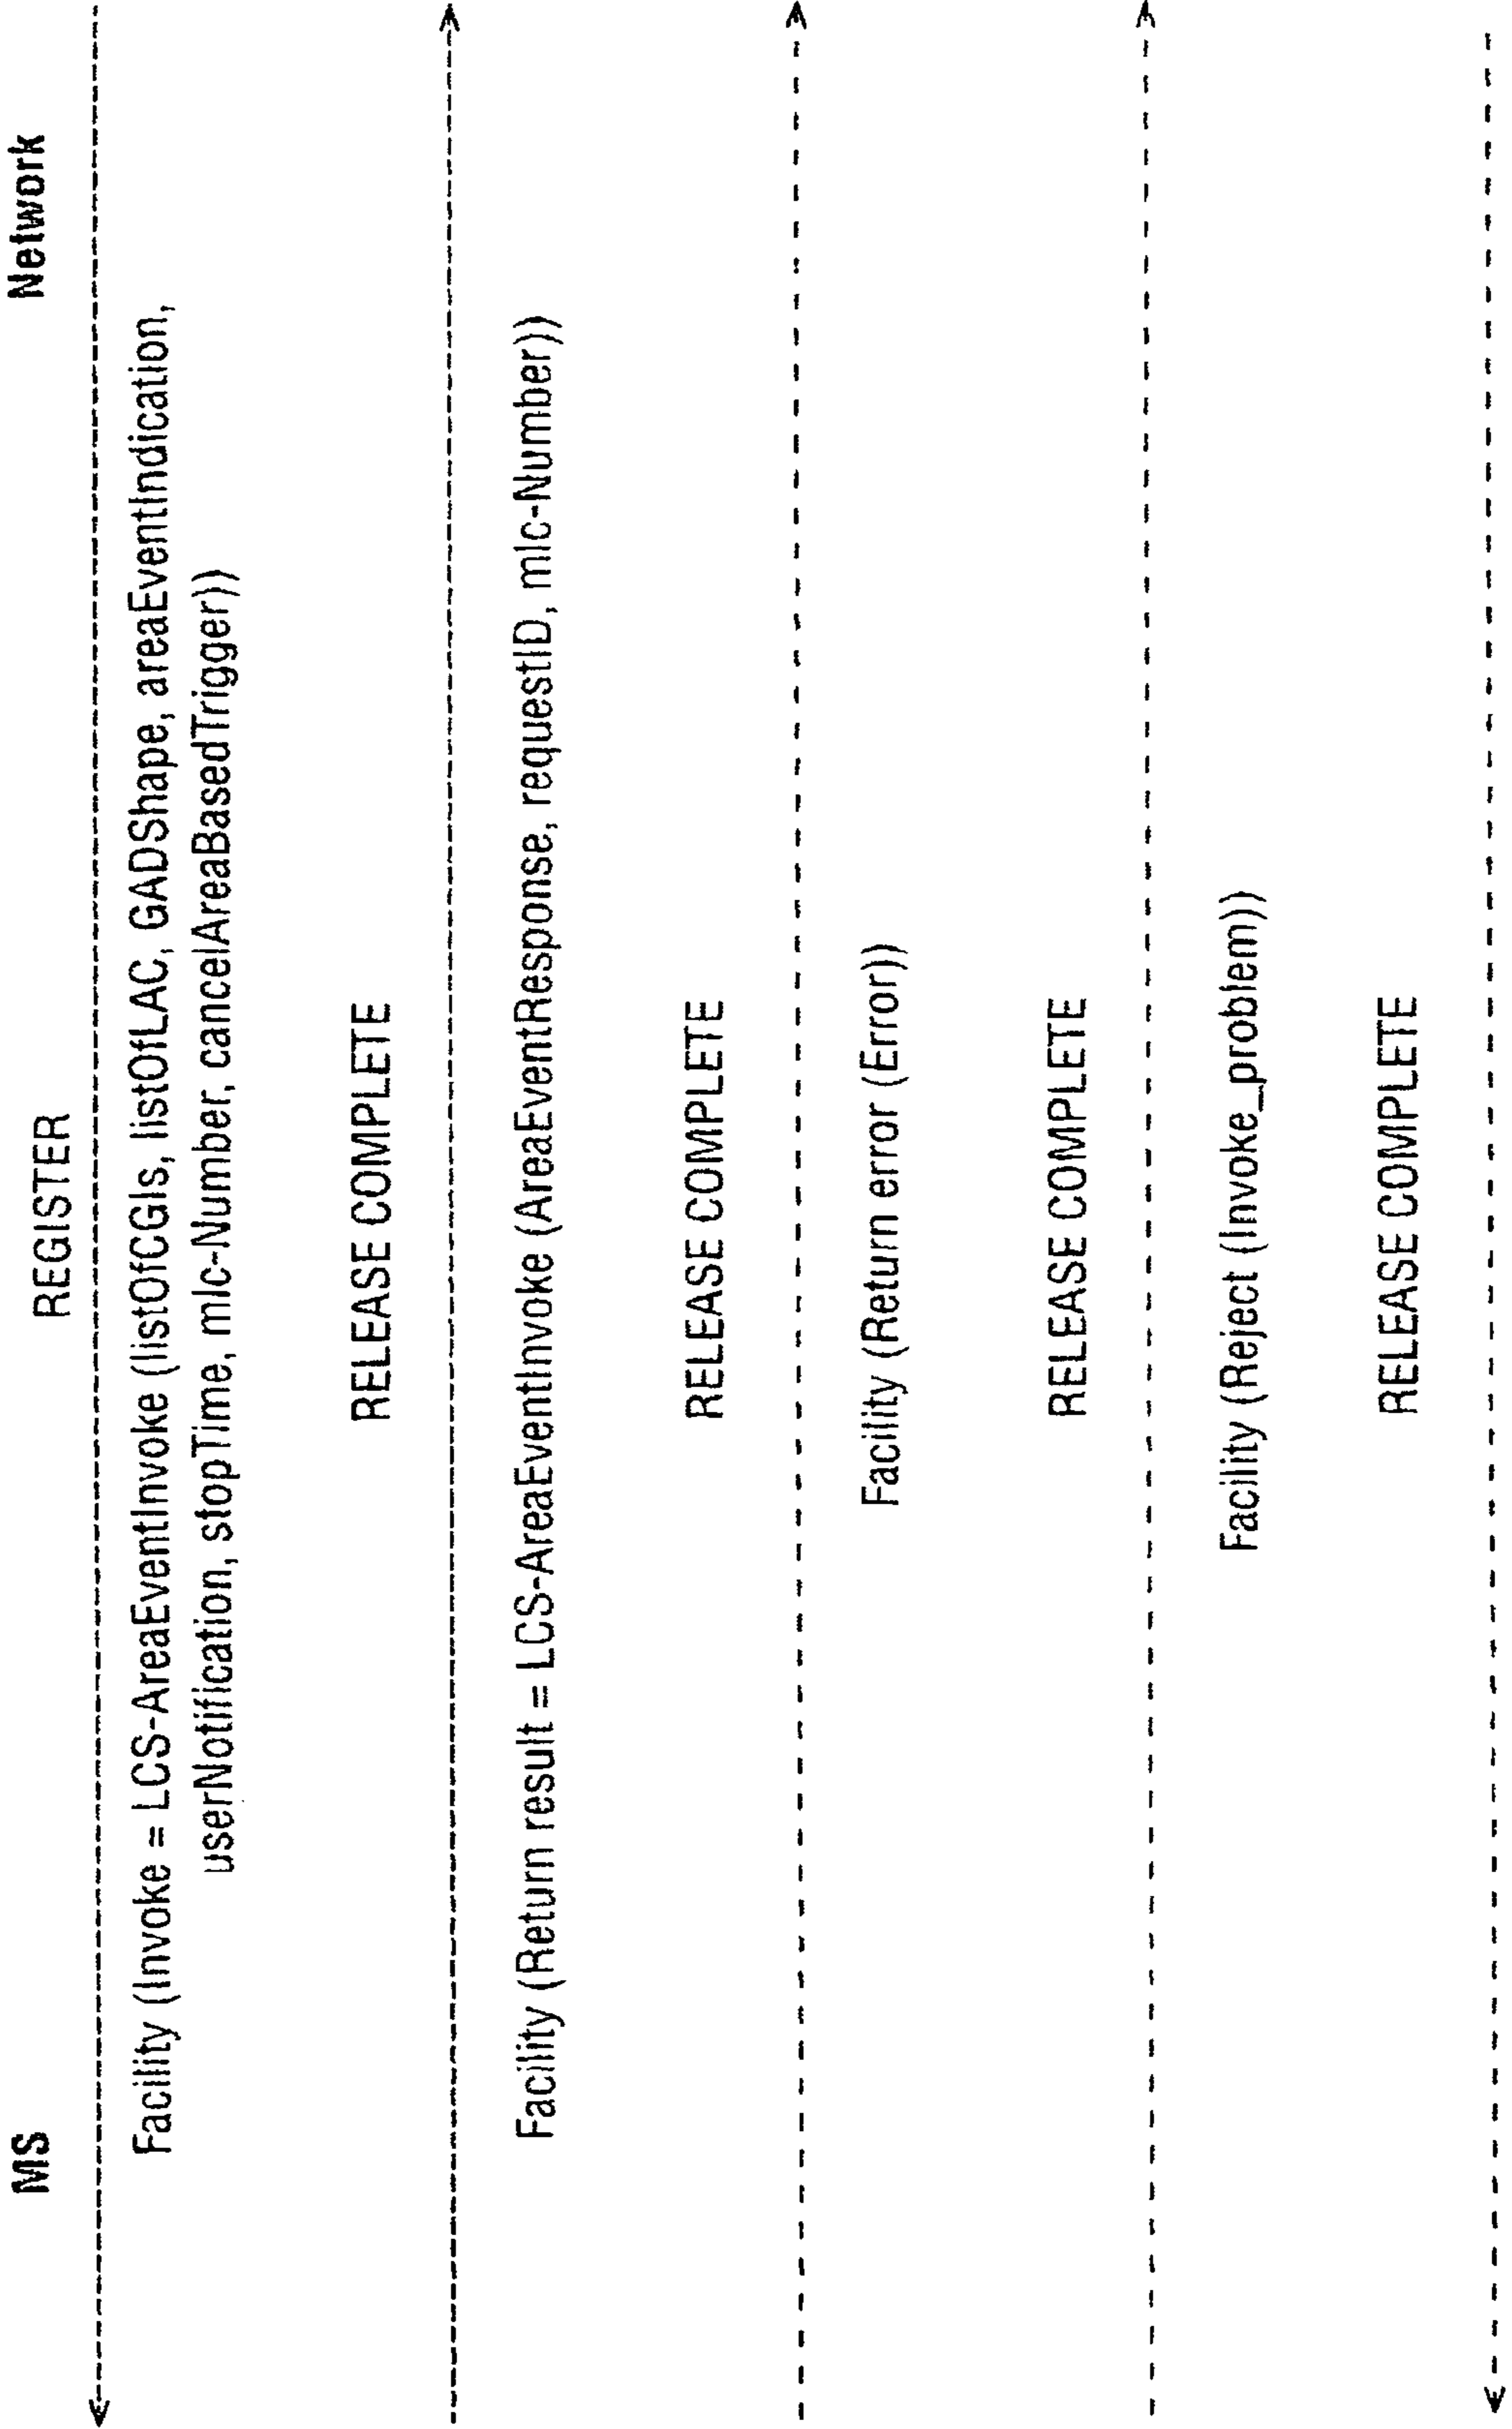 MS
Network
REGISTER
Facility (Invoke = LCS-AreaEventInvoke (listOfCGIs, listOfLAC, GADShape, areaEventIndication,
userNotification, stopTime, mlc-Number, cancelAreaBasedTrigger))
RELEASE COMPLETE
Facility (Return result = LCS-AreaEventInvoke (AreaEventResponse, requestID, mlc-Number))
RELEASE COMPLETE
Facility (Return error (Error))
RELEASE COMPLETE
Facility (Reject (Invoke_problem))
RELEASE COMPLETE